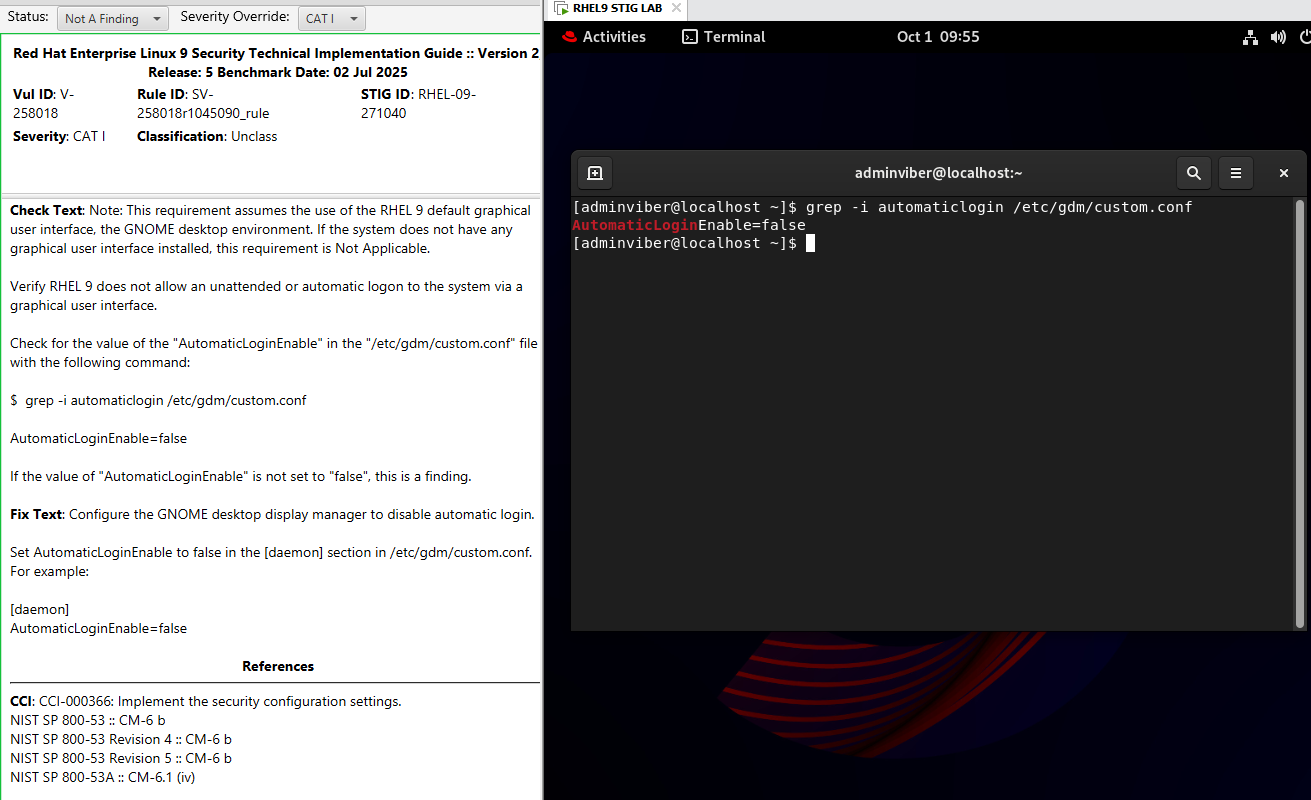 Status: Not A Finding Severity Override: CAT I
Red Hat Enterprise Linux 9 Security Technical Implementation Guide :: Version 2
Release: 5 Benchmark Date: 02 Jul 2025
Vul ID: V-
258018
Rule ID: SV-
258018r1045090_rule
STIG ID: RHEL-09-
271040
Severity: CAT I
Classification: Unclass
Check Text: Note: This requirement assumes the use of the RHEL 9 default graphical
user interface, the GNOME desktop environment. If the system does not have any
graphical user interface installed, this requirement is Not Applicable.
Verify RHEL 9 does not allow an unattended or automatic logon to the system via a
graphical user interface.
Check for the value of the "AutomaticLoginEnable" in the "/etc/gdm/custom.conf" file
with the following command:
$  grep -i automaticlogin /etc/gdm/custom.conf
AutomaticLoginEnable=false
If the value of "AutomaticLoginEnable" is not set to "false", this is a finding.
Fix Text: Configure the GNOME desktop display manager to disable automatic login.
Set AutomaticLoginEnable to false in the [daemon] section in /etc/gdm/custom.conf.
For example:
[daemon]
AutomaticLoginEnable=false
References
CCI: CCI-000366: Implement the security configuration settings.
NIST SP 800-53 :: CM-6 b
NIST SP 800-53 Revision 4 :: CM-6 b
NIST SP 800-53 Revision 5 :: CM-6 b
NIST SP 800-53A :: CM-6.1 (iv)
RHEL9 STIG LAB
Activities Terminal Oct 1 09:55
adminviber@localhost:~
[adminviber@localhost ~]$ grep -i automaticlogin /etc/gdm/custom.conf
AutomaticLoginEnable=false
[adminviber@localhost ~]$